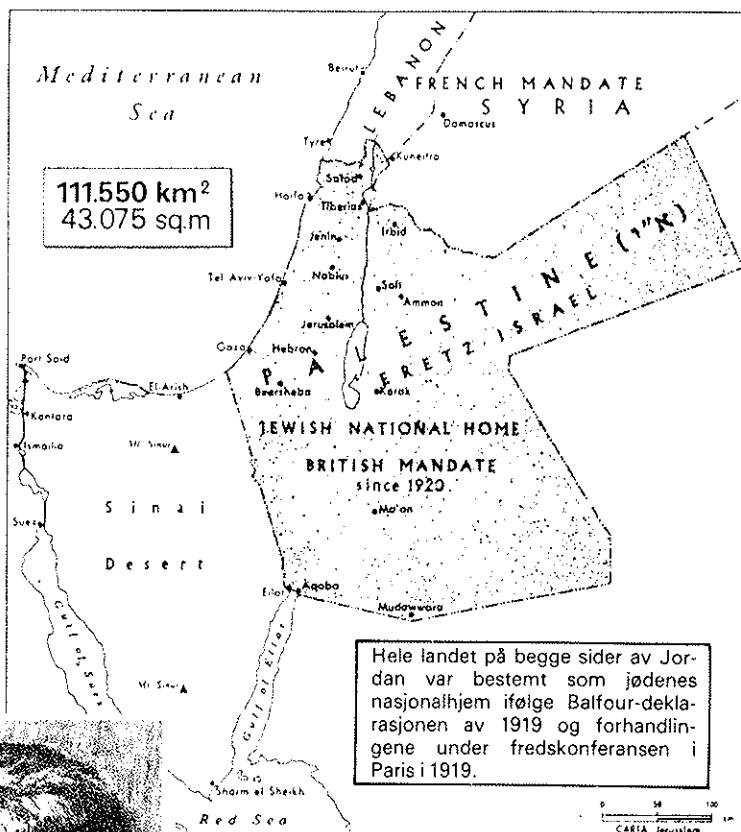 Mediterranean
Sea
111.550 km²
43.075 sq.m
Beirut
LEBANON
FRENCH MANDATE
SYRIA
Damascus
Tyre
Kuneitra
Safad
Haifa
Tiberias
Irbid
Jenin
Nablus
Salt
Tel Aviv-Yafo
Ammon
Jerusalem
PALESTINE (א"י)
ERETZ ISRAEL
Gaza
Hebron
Port Said
El-Arish
Beersheba
Karak
Kantara
JEWISH NATIONAL HOME
Ismailia
BRITISH MANDATE
since 1920.
Ma'an
Sinai
Suez
Desert
Eilat
Aqaba
Mudawwara
Gulf of Suez
Gulf of Eilat
Hele landet på begge sider av Jor-
dan var bestemt som jødenes
nasjonalhjem ifølge Balfour-dekla-
rasjonen av 1919 og forhandlin-
gene under fredskonferansen i
Paris i 1919.
Sharm el Sheikh
Red Sea
0 50 100
CARTA Jerusalem